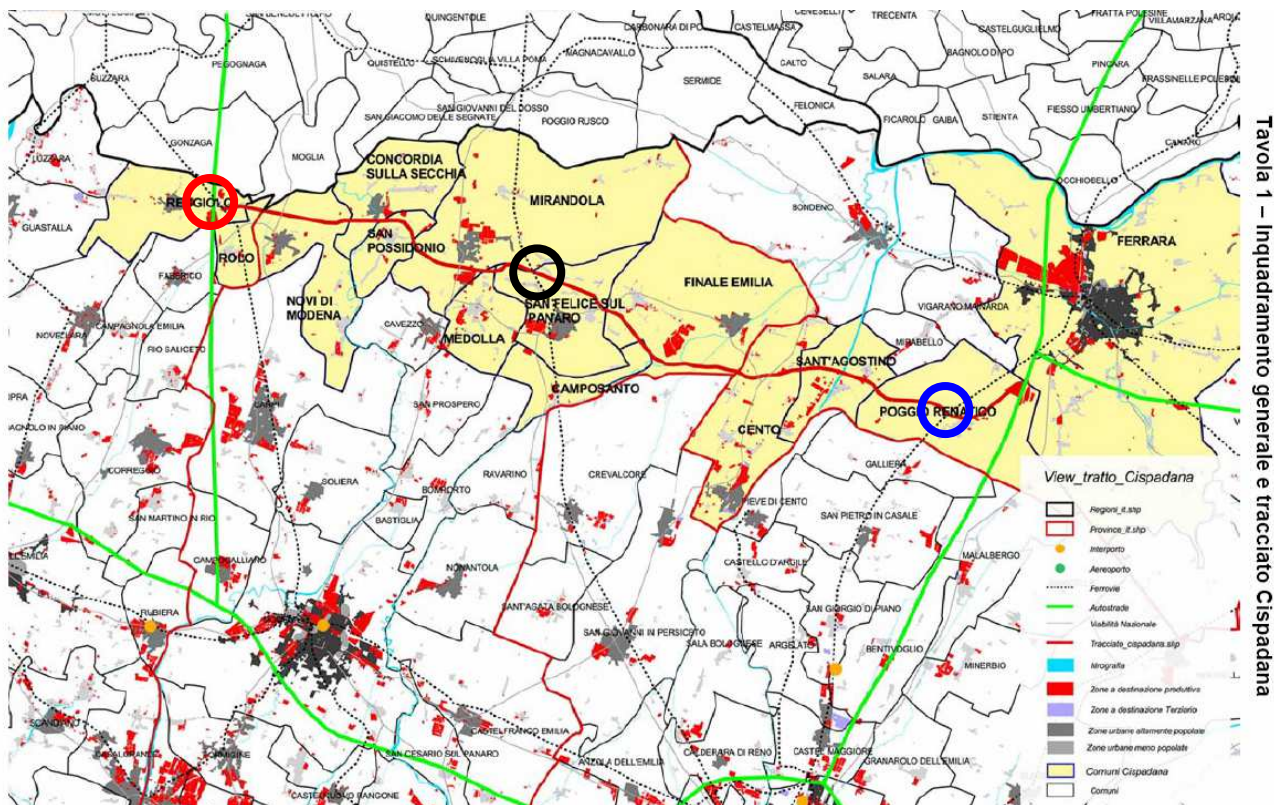 FRATTA POLESINE
CENESELLI
TRECENTA
VILLAMARZANA
CARBONARA DI PO
CASTELMASSA
CASTELGUGLIELMO
QUINGENTOLE
BAGNOLO DI PO
MAGNACAVALLO
PEGOGNAGA
QUISTELLO
SCHIVENOGLIA
VILLA POMA
CALTO
PINCARA
SUZZARA
SERMIDE
SALARA
FRASSINELLE POLESINE
SAN GIOVANNI DEL DOSSO
FELONICA
FIESSO UMBERTIANO
SAN GIACOMO DELLE SEGNATE
POGGIO RUSCO
FICAROLO
GAIBA
STIENTA
GONZAGA
CANARO
LUZZARA
MOGLIA
CONCORDIA
SULLA SECCHIA
OCCHIOBELLO
REGGIOLO
MIRANDOLA
BONDENO
GUASTALLA
SAN
POSSIDONIO
FERRARA
ROLO
FABBRICO
FINALE EMILIA
NOVI DI
MODENA
SAN FELICE SUL
PANARO
VIGARANO MAINARDA
CAMPAGNOLA EMILIA
CAVEZZO
NOVELLARA
MEDOLLA
MIRABELLO
RIO SALICETO
SANT'AGOSTINO
CAMPOSANTO
SAN PROSPERO
CARPI
POGGIO RENATICO
CENTO
CORREGGIO
RAVARINO
CREVALCORE
GALLIERA
SOLIERA
BOMPORTO
PIEVE DI CENTO
SAN MARTINO IN RIO
BASTIGLIA
SAN PIETRO IN CASALE
CAMPOGALLIANO
MALALBERGO
NONANTOLA
CASTELLO D'ARGILE
RUBIERA
SANT'AGATA BOLOGNESE
SAN GIORGIO DI PIANO
SAN GIOVANNI IN PERSICETO
SALA BOLOGNESE
ARGELATO
BENTIVOGLIO
MINERBIO
SCANDIANO
CASTELFRANCO EMILIA
CASALGRANDE
FORMIGINE
SAN CESARIO SUL PANARO
ANZOLA DELL'EMILIA
CALDERARA DI RENO
CASTEL MAGGIORE
GRANAROLO DELL'EMILIA
CASTELNUOVO RANGONE
View_tratto_Cispadana
Regioni_it.shp
Province_it.shp
Interporto
Aereoporto
Ferrovie
Autostrade
Viabilità Nazionale
Tracciato_cispadana.shp
Idrografia
Zone a destinazione produttiva
Zone a destinazione Terziario
Zone urbane altamente popolate
Zone urbane meno popolate
Comuni Cispadana
Comuni
Tavola 1 – Inquadramento generale e tracciato Cispadana